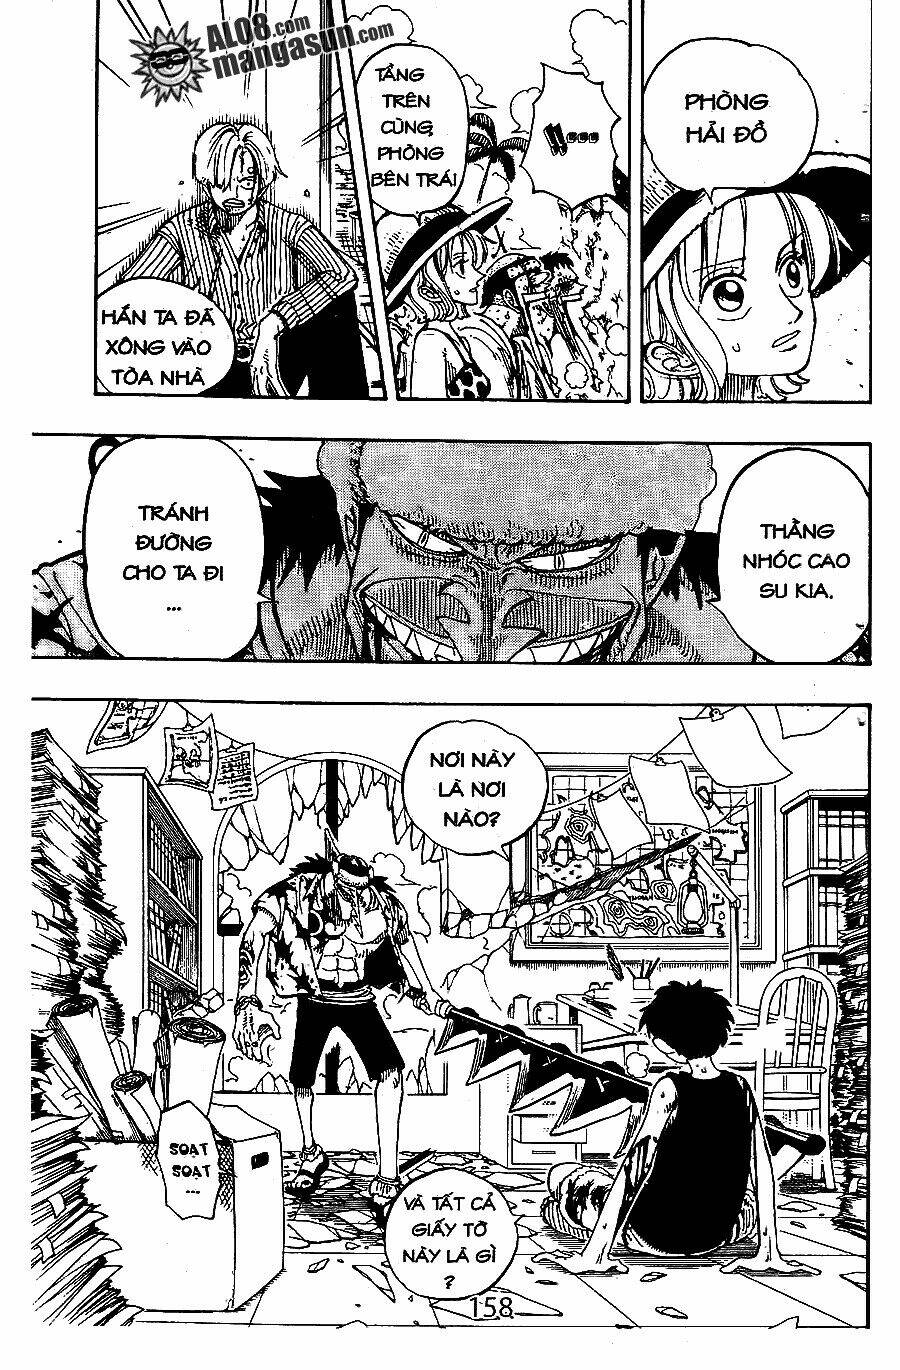 AL08.com
mangasun.com
PHÒNG
HẢI ĐỒ
!!°°°
TẦNG
TRÊN
CÙNG,
PHÒNG
BÊN TRÁI
HẮN TA ĐÃ
XÔNG VÀO
TÒA NHÀ
THẰNG
NHÓC CAO
SU KIA.
TRÁNH
ĐƯỜNG
CHO TA ĐI
...
NƠI NÀY
LÀ NƠI
NÀO?
SOẠT
SOẠT
...
VÀ TẤT CẢ
GIẤY TỜ
NÀY LÀ GÌ
?
158